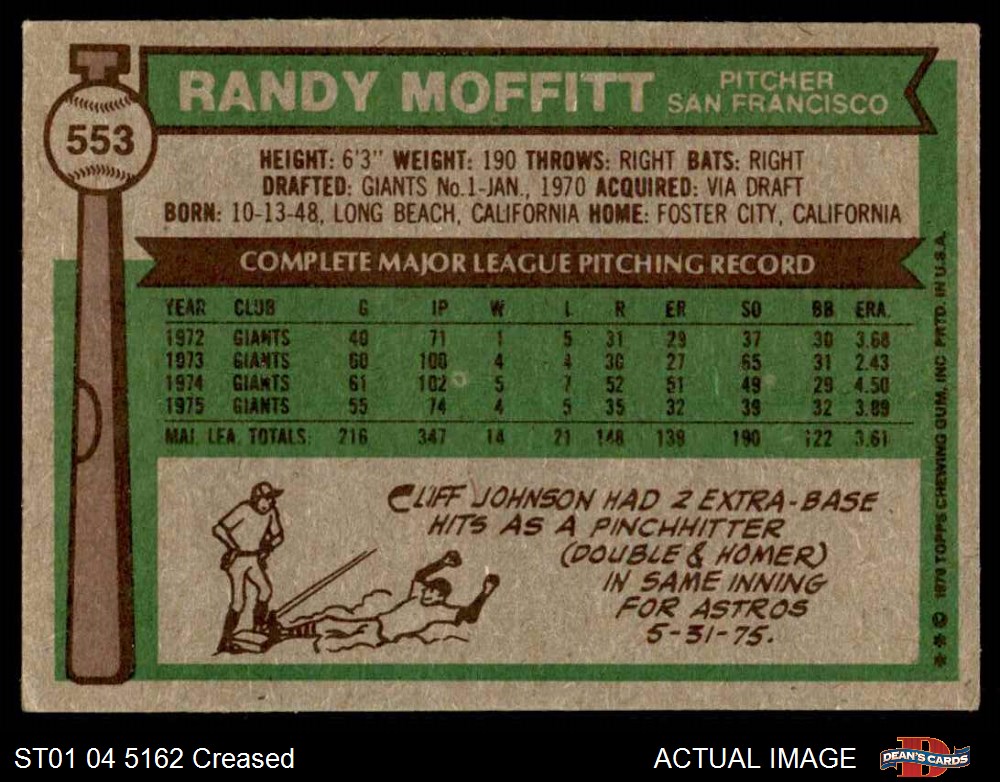 553
RANDY MOFFITT
PITCHER
SAN FRANCISCO
HEIGHT: 6'3" WEIGHT: 190 THROWS: RIGHT BATS: RIGHT
DRAFTED: GIANTS No.1-JAN., 1970 ACQUIRED: VIA DRAFT
BORN: 10-13-48, LONG BEACH, CALIFORNIA HOME: FOSTER CITY, CALIFORNIA
COMPLETE MAJOR LEAGUE PITCHING RECORD
YEAR CLUB G IP W L R ER SO BB ERA.
1972 GIANTS 40 71 1 5 31 29 37 30 3.68
1973 GIANTS 60 100 4 4 30 27 65 31 2.43
1974 GIANTS 61 102 5 7 52 51 49 29 4.50
1975 GIANTS 55 74 4 5 35 32 39 32 3.89
MAJ. LEA. TOTALS: 216 347 14 21 148 139 190 122 3.61
CLIFF JOHNSON HAD 2 EXTRA-BASE
HITS AS A PINCHHITTER
(DOUBLE & HOMER)
IN SAME INNING
FOR ASTROS
5-31-75.
** © 1976 TOPPS CHEWING GUM, INC. PRTD. IN U.S.A.
ST01 04 5162 Creased
ACTUAL IMAGE
D
DEAN'S CARDS